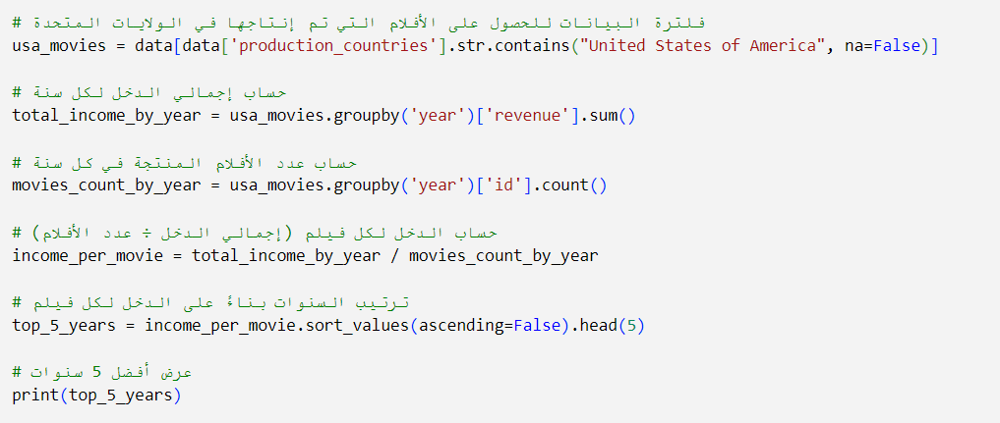 # فلترة البيانات للحصول على الأفلام التي تم إنتاجها في الولايات المتحدة
usa_movies = data[data['production_countries'].str.contains("United States of America", na=False)]
# حساب إجمالي الدخل لكل سنة
total_income_by_year = usa_movies.groupby('year')['revenue'].sum()
# حساب عدد الأفلام المنتجة في كل سنة
movies_count_by_year = usa_movies.groupby('year')['id'].count()
# حساب الدخل لكل فيلم (إجمالي الدخل ÷ عدد الأفلام)
income_per_movie = total_income_by_year / movies_count_by_year
# ترتيب السنوات بناءً على الدخل لكل فيلم
top_5_years = income_per_movie.sort_values(ascending=False).head(5)
# عرض أفضل 5 سنوات
print(top_5_years)